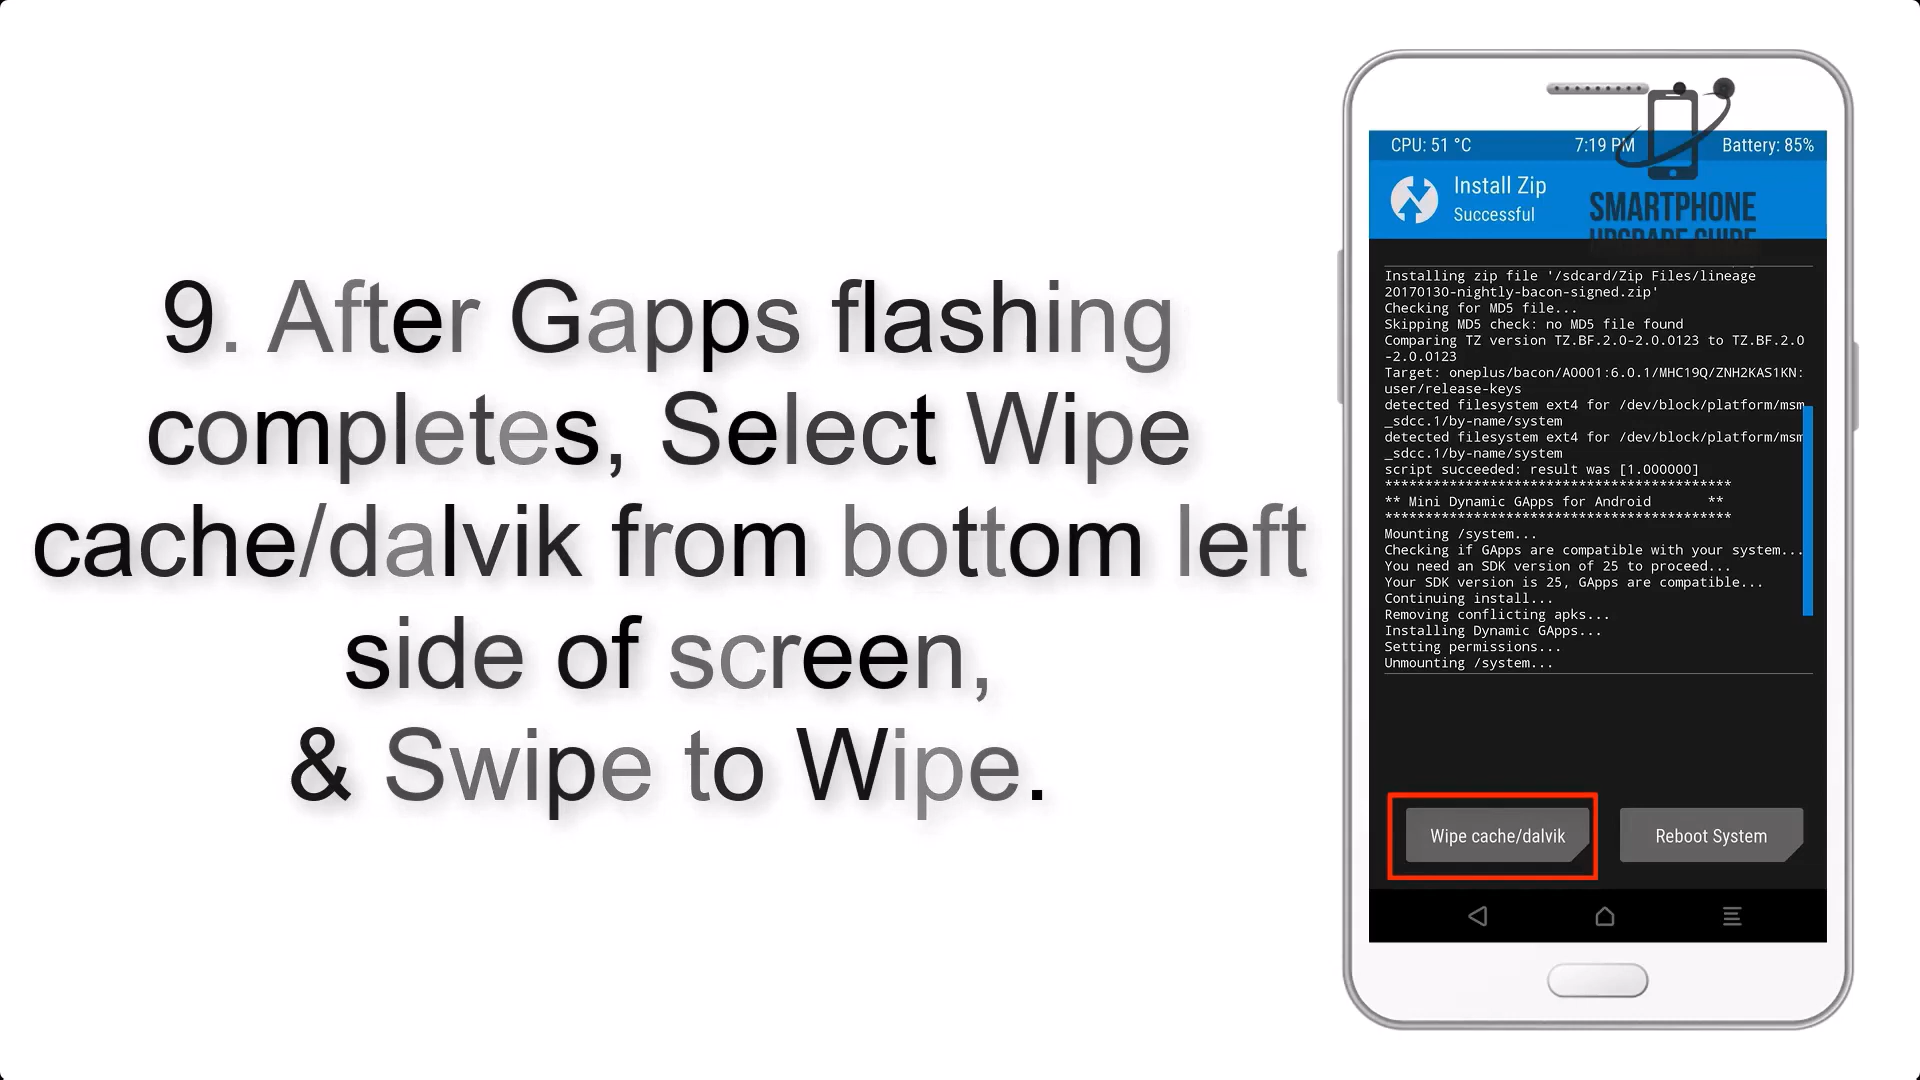 9. After Gapps flashing
completes, Select Wipe
cache/dalvik from bottom left
side of screen,
& Swipe to Wipe.
CPU: 51 °C 7:19 PM Battery: 85%
Install Zip
Successful
SMARTPHONE
UPGRADE GUIDE
Installing zip file '/sdcard/Zip Files/lineage
20170130-nightly-bacon-signed.zip'
Checking for MD5 file...
Skipping MD5 check: no MD5 file found
Comparing TZ version TZ.BF.2.0-2.0.0123 to TZ.BF.2.0
-2.0.0123
Target: oneplus/bacon/A0001:6.0.1/MHC19Q/ZNH2KAS1KN:
user/release-keys
detected filesystem ext4 for /dev/block/platform/msm
_sdcc.1/by-name/system
detected filesystem ext4 for /dev/block/platform/msm
_sdcc.1/by-name/system
script succeeded: result was [1.000000]
******************************************
** Mini Dynamic GApps for Android **
******************************************
Mounting /system...
Checking if GApps are compatible with your system...
You need an SDK version of 25 to proceed...
Your SDK version is 25, GApps are compatible...
Continuing install...
Removing conflicting apks...
Installing Dynamic GApps...
Setting permissions...
Unmounting /system...
Wipe cache/dalvik
Reboot System